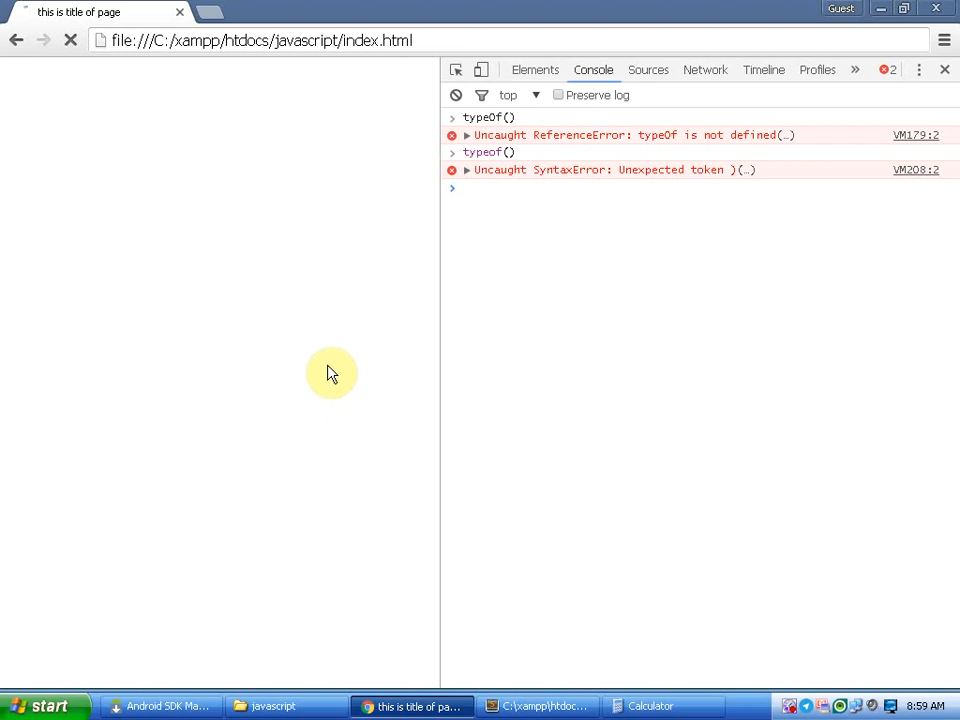 this is title of page
Guest
file:///C:/xampp/htdocs/javascript/index.html
Elements Console Sources Network Timeline Profiles » 2
top Preserve log
typeOf()
Uncaught ReferenceError: typeOf is not defined(…) VM179:2
typeof()
Uncaught SyntaxError: Unexpected token )(…) VM208:2
start Android SDK Ma... javascript this is title of pa... C:\xampp\htdoc... Calculator 8:59 AM